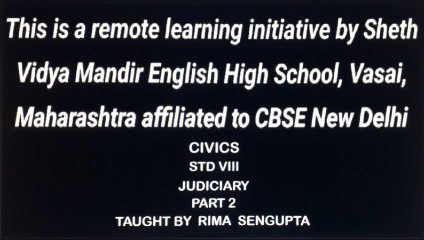 This is a remote learning initiative by Sheth
Vidya Mandir English High School, Vasai,
Maharashtra affiliated to CBSE New Delhi
CIVICS
STD VIII
JUDICIARY
PART 2
TAUGHT BY RIMA SENGUPTA